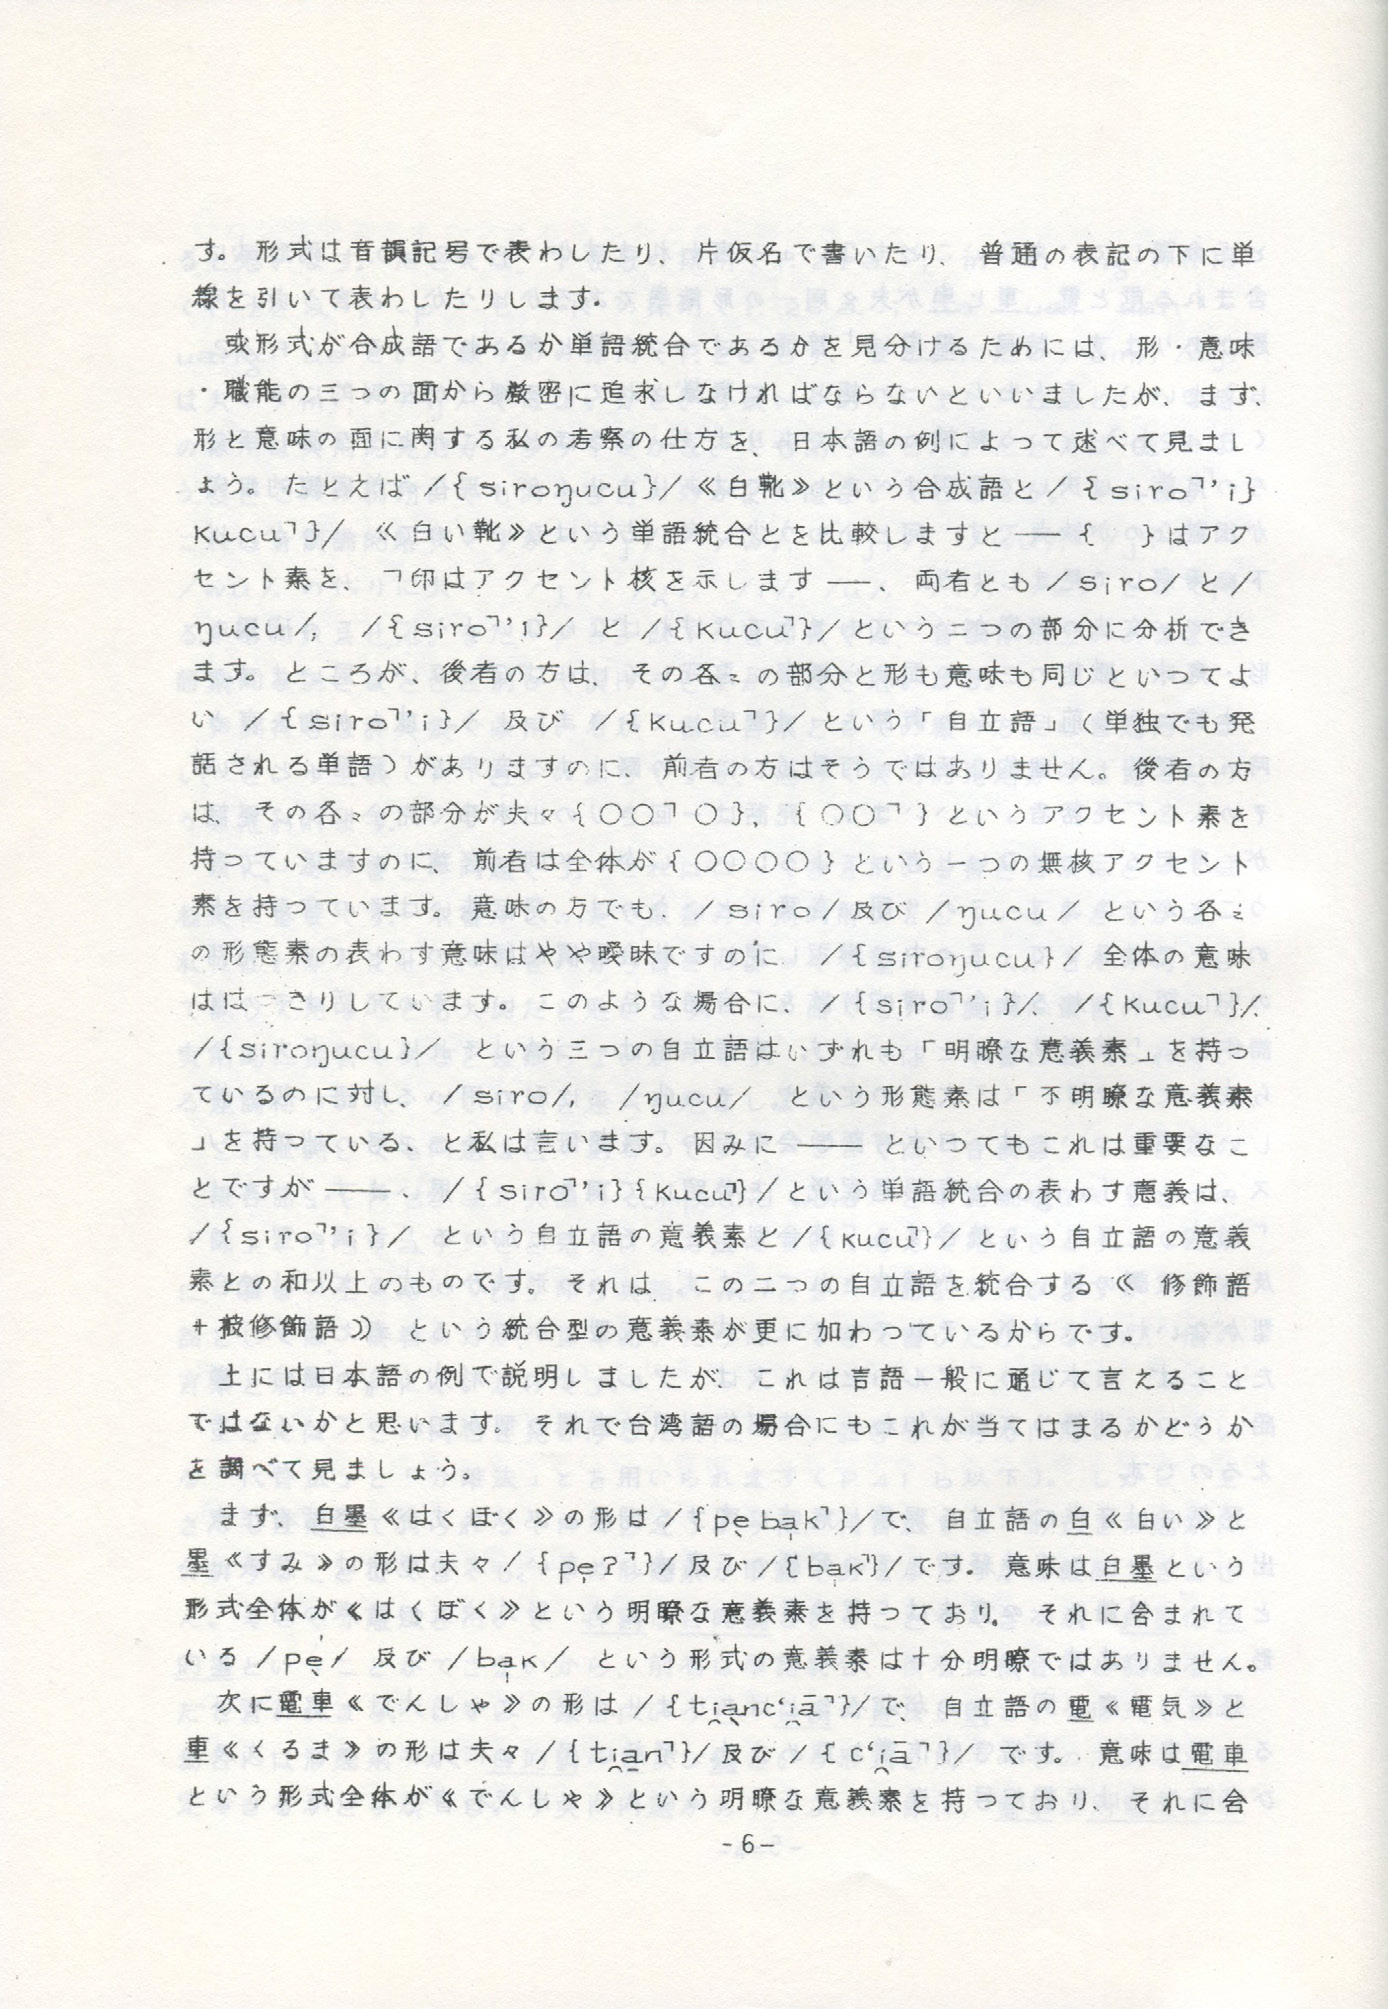 す。形式は音韻記号で表わしたり、片仮名で書いたり、普通の表記の下に単
線を引いて表わしたりします。
或形式が合成語であるか単語統合であるかを見分けるためには、形・意味
・職能の三つの面から厳密に追求しなければならないといいましたが、まず、
形と意味の面に関する私の考察の仕方を、日本語の例によって述べて見まし
ょう。たとえば/{siroŋucu}/《白靴》という合成語と/{siro˥’i}
kucu˥}/《白い靴》という単語統合とを比較しますと――{　}はアク
セント素を、˥印はアクセント核を示します――、両者とも/siro/と/
ŋucu/, /{siro˥’i}/ と /{kucu˥}/という二つの部分に分析でき
ます。ところが、後者の方は、その各〻の部分と形も意味も同じといつてよ
い /{siro˥’i}/ 及び /{kucu˥}/という「自立語」(単独でも発
話される単語)がありますのに、前者の方はそうではありません。後者の方
は、その各〻の部分が夫々{○○˥○}, {○○˥}というアクセント素を
持っていますのに、前者は全体が{○○○○}という一つの無核アクセント
素を持つています。意味の方でも、/siro/及び/ŋucu/ という各〻
の形態素の表わす意味はやや曖昧ですのに /{siroŋucu}/ 全体の意味
ははっきりしています。このような場合に、/{siro˥’i}/、/{kucu˥}/、
/{siroŋucu}/ という三つの自立語はいずれも「明瞭な意義素」を持っ
ているのに対し、/siro/, /ŋucu/ という形態素は「不明瞭な意義素
」を持つている、と私は言います。因みに――といつてもこれは重要なこ
とですが――、/{siro˥’i}{kucu˥}/という単語統合の表わす意義は、
/{siro˥’i}/ という自立語の意義素と/{kucu˥}/という自立語の意義
素との和以上のものです。それは この二つの自立語を統合する《 修飾語
+被修飾語》 という統合型の意義素が更に加わっているからです。
上には日本語の例で説明しましたが、これは言語一般に通じて言えること
ではないかと思います。それで台湾語の場合にもこれが当てはまるかどうか
を調べて見ましょう。
まず、白墨《はくぼく》の形は/{pẹbạk˥}/で、自立語の白《白い》と
墨《すみ》の形は夫々/{pẹʔ˥}/及び/{bạk˥}/です。意味は白墨という
形式全体が《はくぼく》という明瞭な意義素を持つており。それに含まれて
いる/pẹ/ 及び/bạk/ という形式の意義素は十分明瞭ではありません。
次に電車《でんしゃ》の形は/{ti̯a̠nc‘i̯ā˥}/で、自立語の電《電気》と
車《くるま》の形は夫々/{ti̯a̠n˥}/及び/{c‘i̯ā˥}/ です。意味は電車
という形式全体が《でんしゃ》という明瞭な意義素を持つており、それに含
-6-